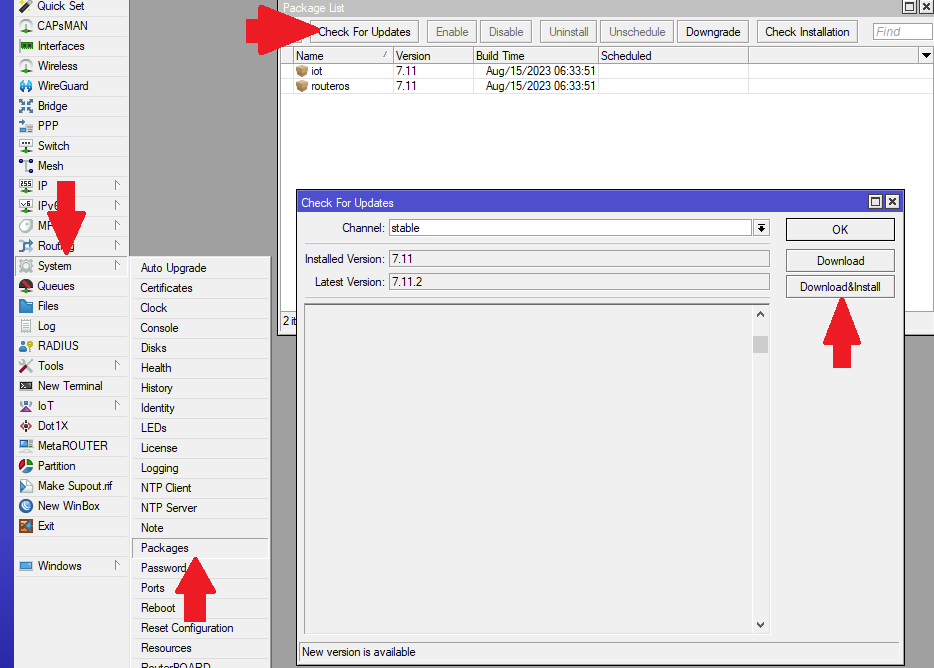 Quick Set
CAPsMAN
Interfaces
Wireless
WireGuard
Bridge
PPP
Switch
Mesh
IP
IPv6
Routing
System
Queues
Files
Log
RADIUS
Tools
New Terminal
IoT
Dot1X
MetaROUTER
Partition
Make Supout.rif
New WinBox
Exit
Windows
Auto Upgrade
Certificates
Clock
Console
Disks
Health
History
Identity
LEDs
License
Logging
NTP Client
NTP Server
Note
Packages
Password
Ports
Reboot
Reset Configuration
Resources
RouterBOARD
Package List
Check For Updates Enable Disable Uninstall Unschedule Downgrade Check Installation Find
Name Version Build Time Scheduled
iot 7.11 Aug/15/2023 06:33:51
routeros 7.11 Aug/15/2023 06:33:51
Check For Updates
Channel: stable OK
Installed Version: 7.11 Download
Latest Version: 7.11.2 Download&Install
New version is available